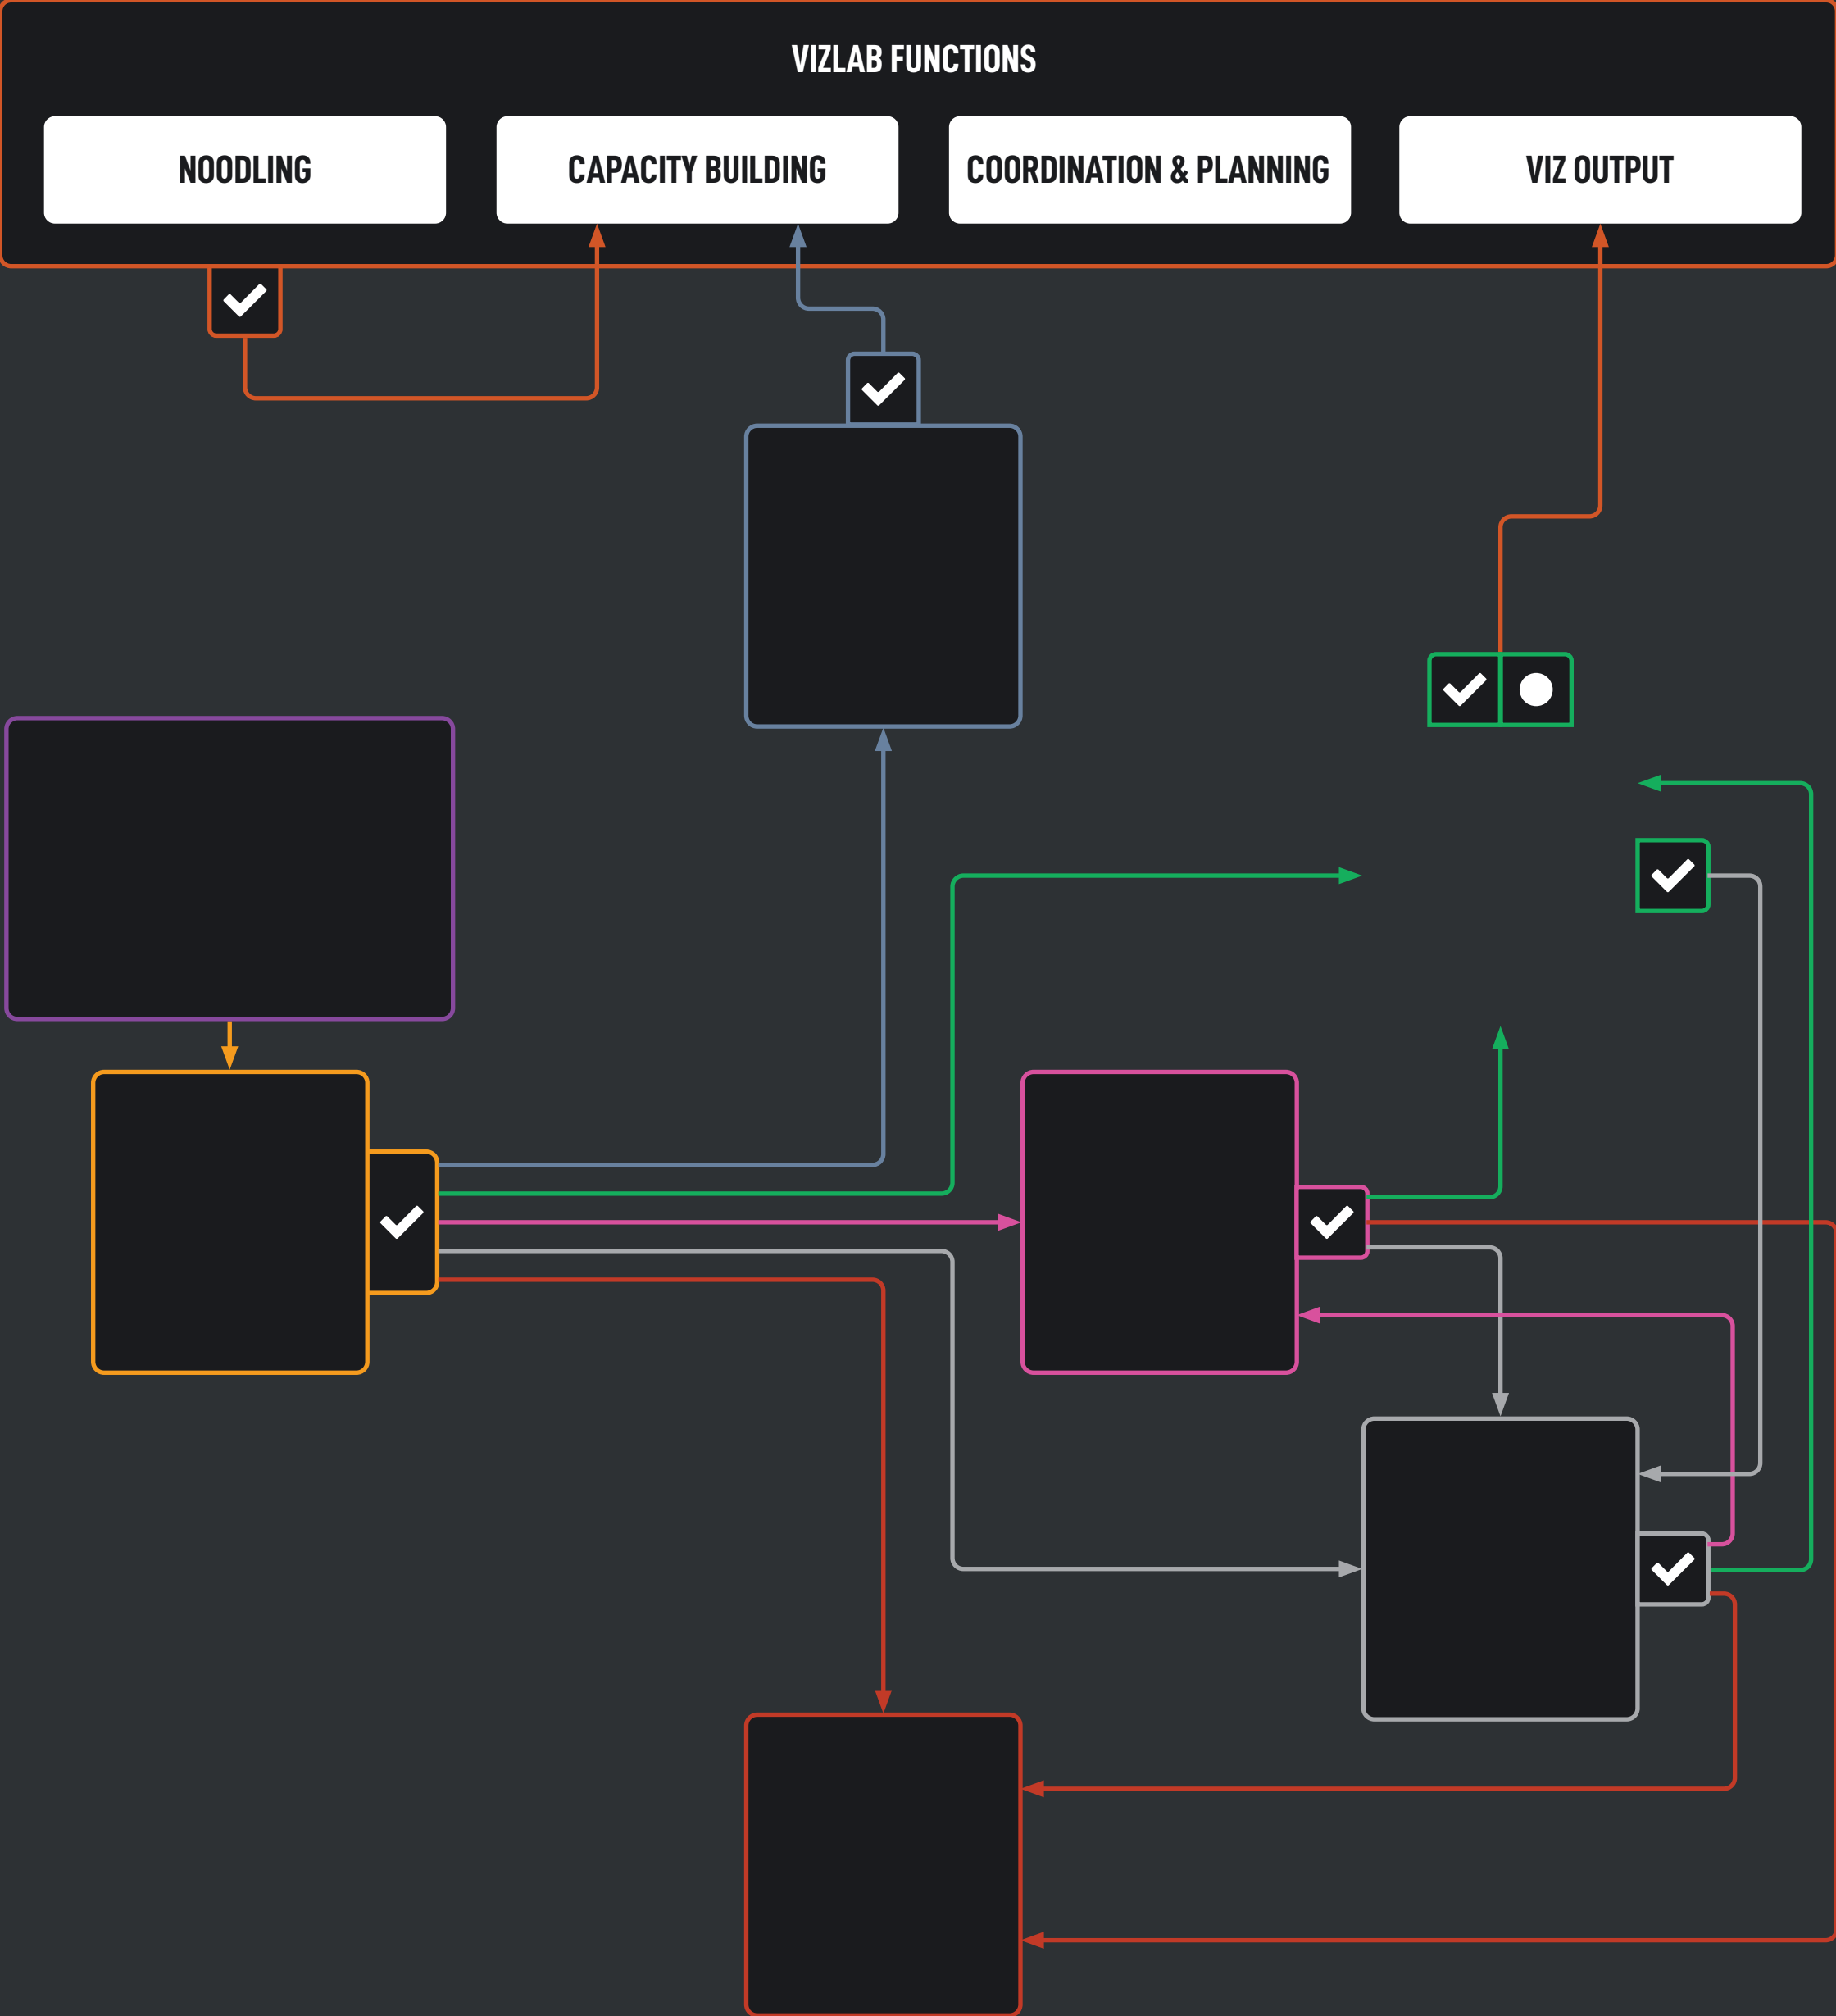 VIZLAB FUNCTIONS
NOODLING
CAPACITY BUILDING
COORDINATION & PLANNING
VIZ OUTPUT